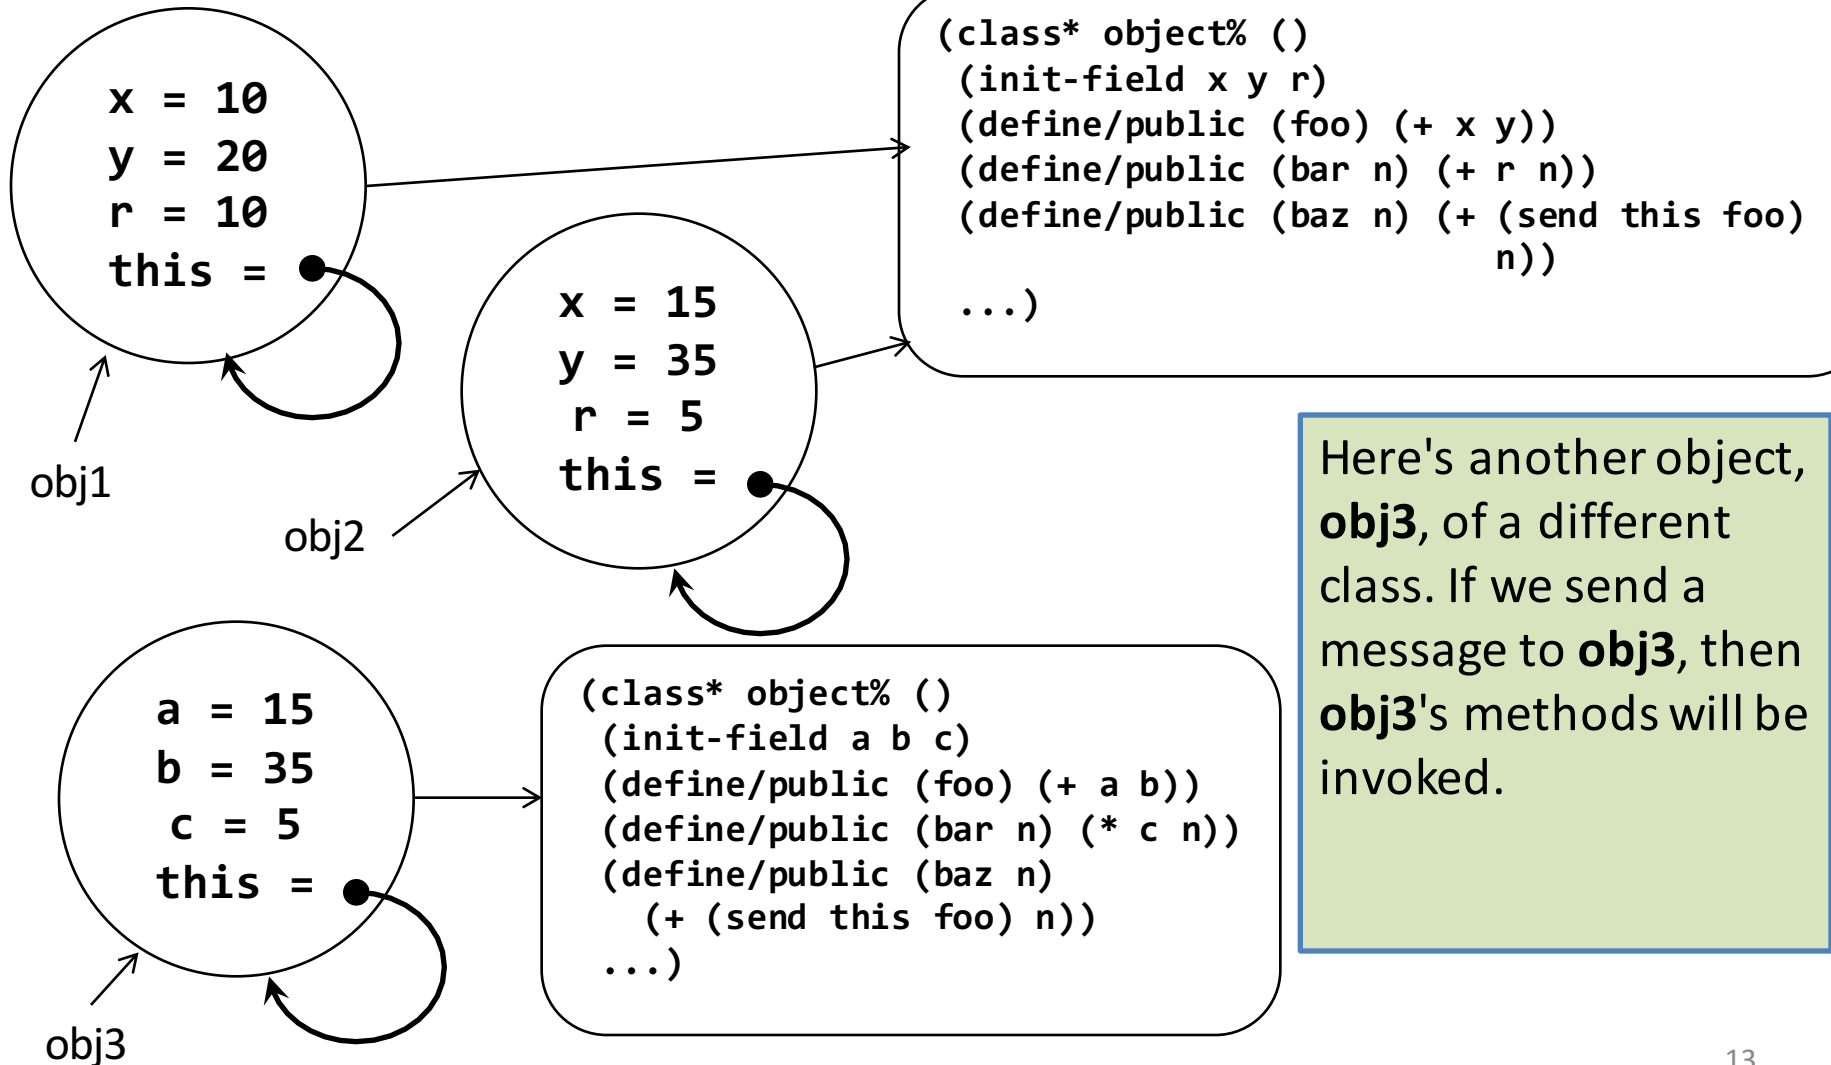 x = 10
y = 20
r = 10
this =
obj1
x = 15
y = 35
r = 5
this =
obj2
(class* object% ()
(init-field x y r)
(define/public (foo) (+ x y))
(define/public (bar n) (+ r n))
(define/public (baz n) (+ (send this foo)
n))
...)
Here's another object,
obj3, of a different
class. If we send a
message to obj3, then
obj3's methods will be
invoked.
a = 15
b = 35
c = 5
this =
obj3
(class* object% ()
(init-field a b c)
(define/public (foo) (+ a b))
(define/public (bar n) (* c n))
(define/public (baz n)
(+ (send this foo) n))
...)
13